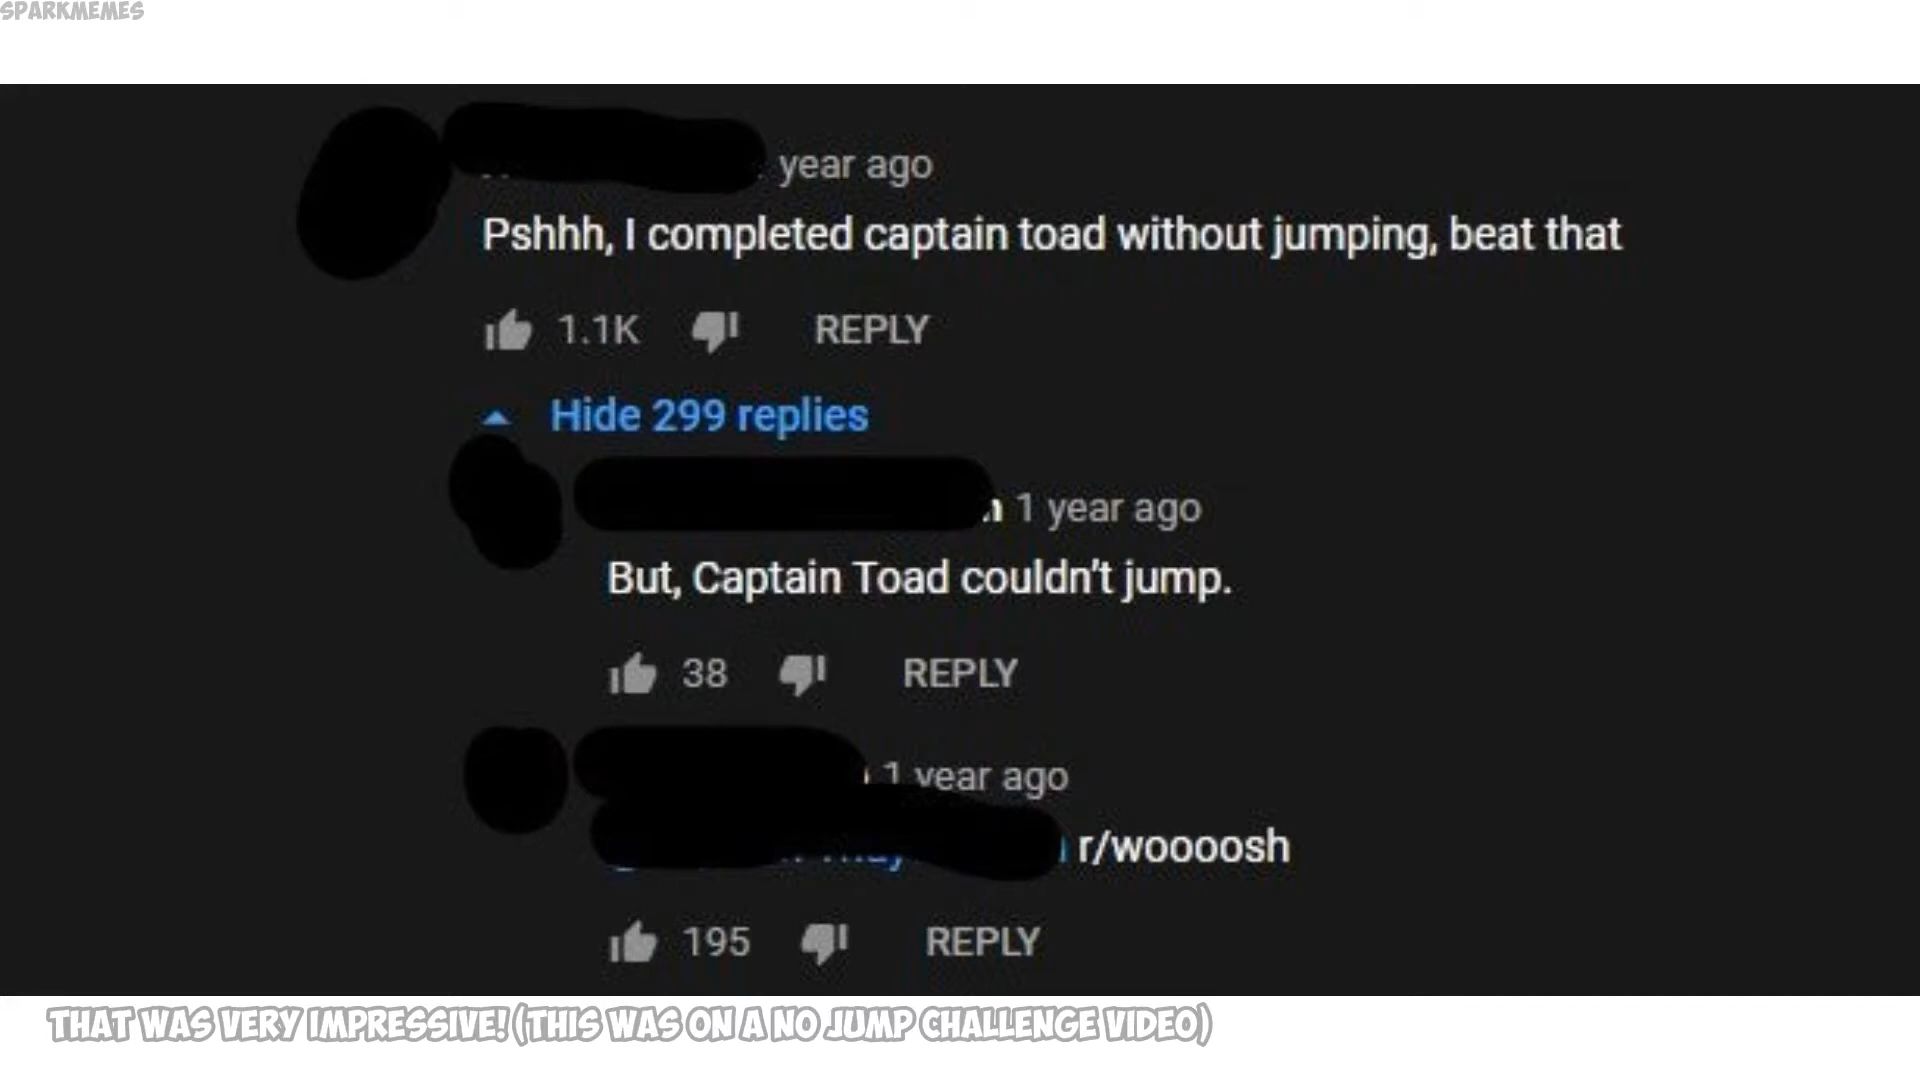 SPARKMEMES
year ago
Pshhh, I completed captain toad without jumping, beat that
1.1K REPLY
Hide 299 replies
1 year ago
But, Captain Toad couldn't jump.
38 REPLY
1 year ago
r/woooosh
195 REPLY
THAT WAS VERY IMPRESSIVE! (THIS WAS ON A NO JUMP CHALLENGE VIDEO)